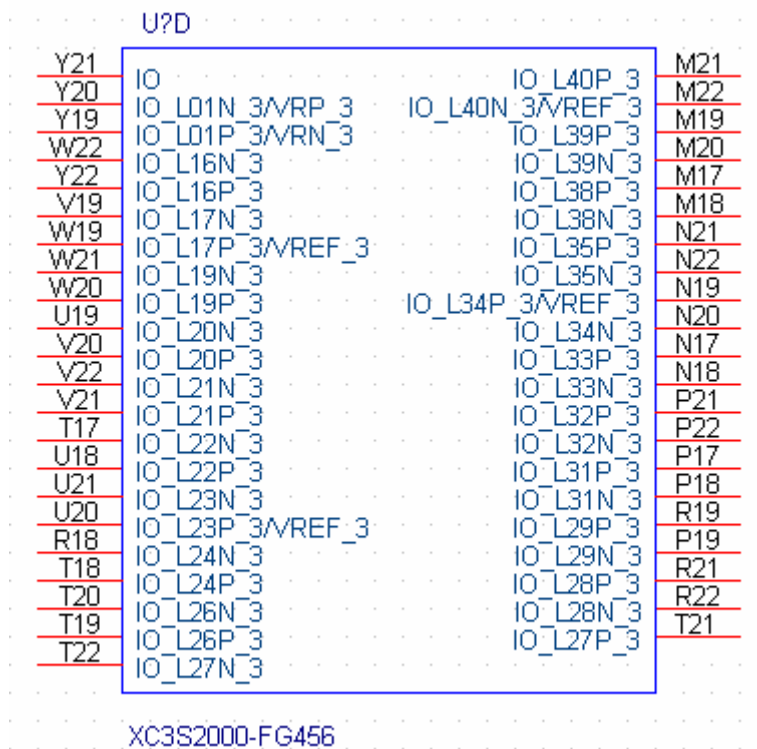 U?D
Y21 IO IO_L40P_3 M21
Y20 IO_L01N_3/VRP_3 IO_L40N_3/VREF_3 M22
Y19 IO_L01P_3/VRN_3 IO_L39P_3 M19
W22 IO_L16N_3 IO_L39N_3 M20
Y22 IO_L16P_3 IO_L38P_3 M17
V19 IO_L17N_3 IO_L38N_3 M18
W19 IO_L17P_3/VREF_3 IO_L35P_3 N21
W21 IO_L19N_3 IO_L35N_3 N22
W20 IO_L19P_3 IO_L34P_3/VREF_3 N19
U19 IO_L20N_3 IO_L34N_3 N20
V20 IO_L20P_3 IO_L33P_3 N17
V22 IO_L21N_3 IO_L33N_3 N18
V21 IO_L21P_3 IO_L32P_3 P21
T17 IO_L22N_3 IO_L32N_3 P22
U18 IO_L22P_3 IO_L31P_3 P17
U21 IO_L23N_3 IO_L31N_3 P18
U20 IO_L23P_3/VREF_3 IO_L29P_3 R19
R18 IO_L24N_3 IO_L29N_3 P19
T18 IO_L24P_3 IO_L28P_3 R21
T20 IO_L26N_3 IO_L28N_3 R22
T19 IO_L26P_3 IO_L27P_3 T21
T22 IO_L27N_3
XC3S2000-FG456